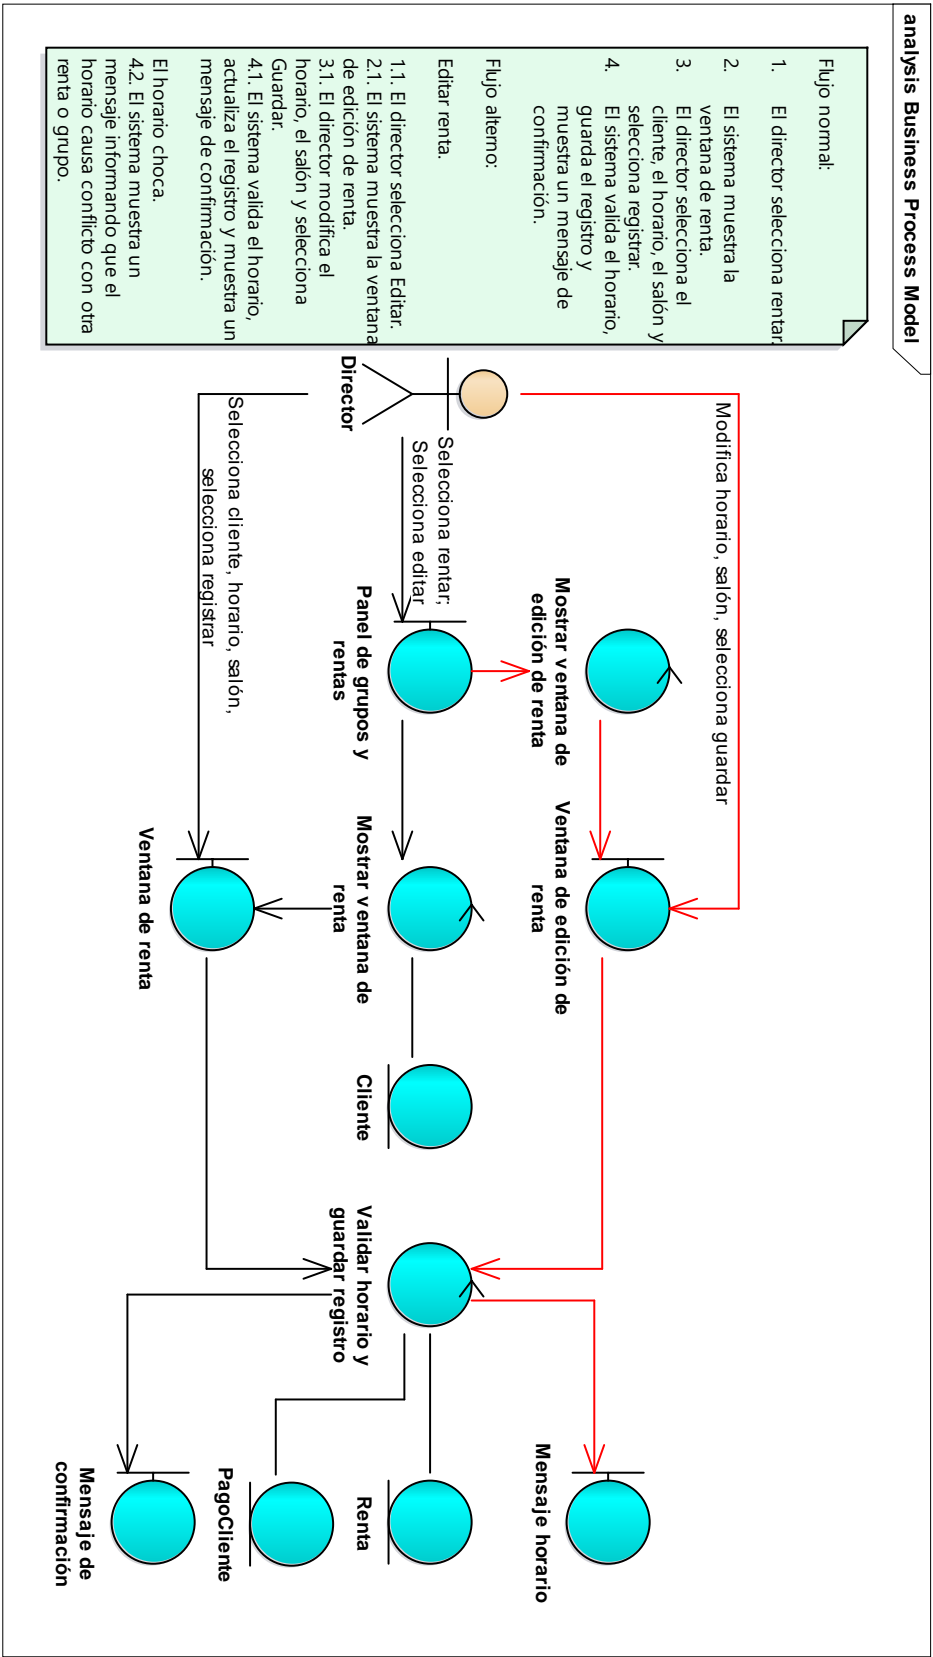 analysis Business Process Model
Flujo normal:
1. El director selecciona rentar.
2. El sistema muestra la
ventana de renta.
3. El director selecciona el
cliente, el horario, el salón y
selecciona registrar.
4. El sistema valida el horario,
guarda el registro y
muestra un mensaje de
confirmación.
Flujo alterno:
Editar renta.
1.1. El director selecciona Editar.
2.1. El sistema muestra la ventana
de edición de renta.
3.1. El director modifica el
horario, el salón y selecciona
Guardar.
4.1. El sistema valida el horario,
actualiza el registro y muestra un
mensaje de confirmación.
El horario choca.
4.2. El sistema muestra un
mensaje informando que el
horario causa conflicto con otra
renta o grupo.
Director
Modifica horario, salón, selecciona guardar
Selecciona rentar;
Selecciona editar
Selecciona cliente, horario, salón,
selecciona registrar
Mostrar ventana de
edición de renta
Panel de grupos y
rentas
Ventana de edición de
renta
Mostrar ventana de
renta
Ventana de renta
Cliente
Validar horario y
guardar registro
Mensaje horario
Renta
PagoCliente
Mensaje de
confirmación